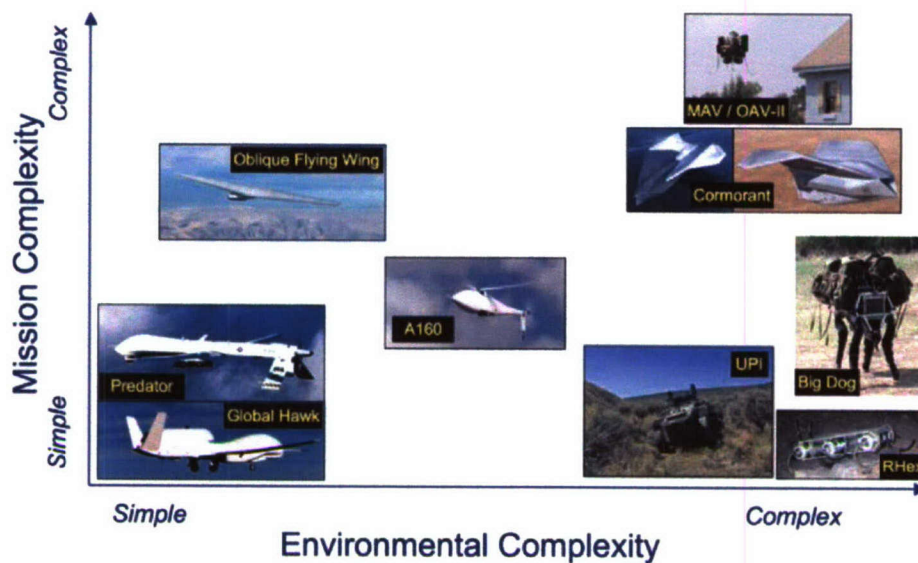 Mission Complexity
Complex
Simple
MAV / OAV-II
Oblique Flying Wing
Cormorant
A160
Predator
Global Hawk
UPI
Big Dog
RHex
Simple
Complex
Environmental Complexity